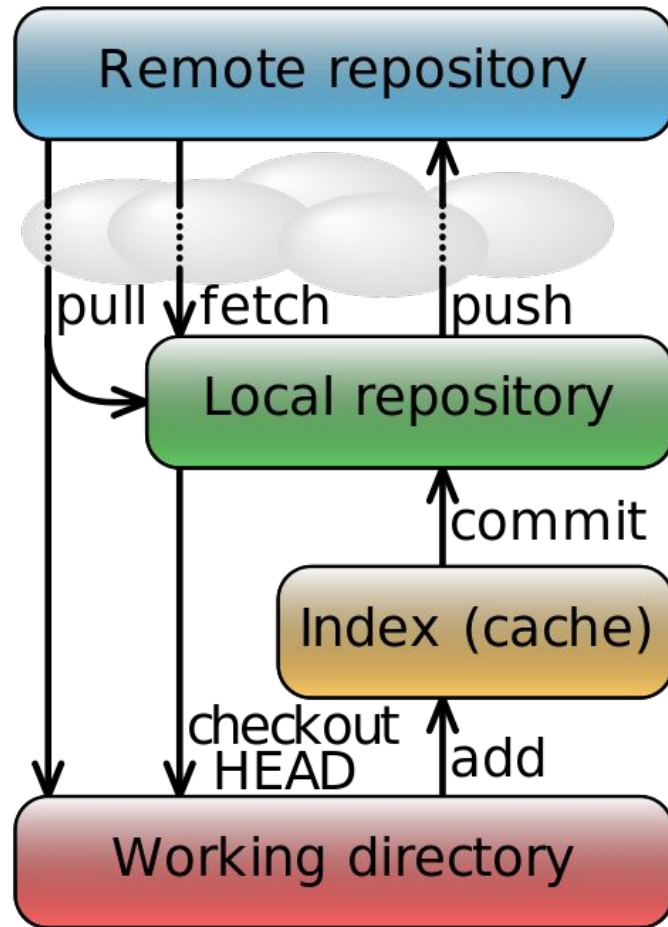 Remote repository
pull fetch push
Local repository
commit
Index (cache)
checkout
HEAD
add
Working directory